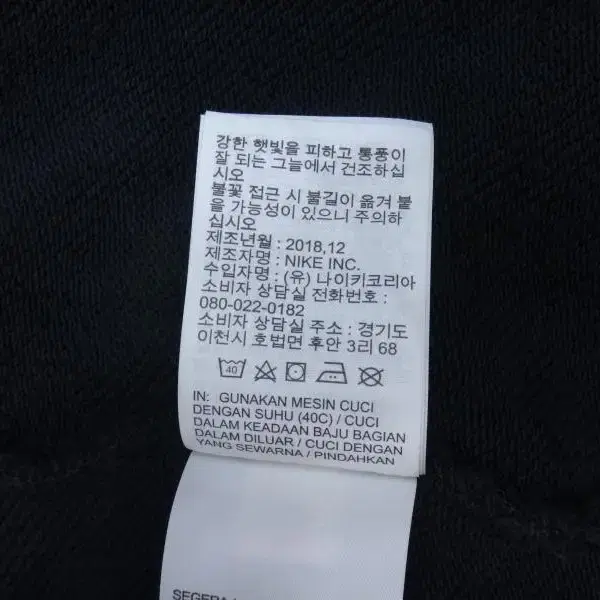 강한 햇빛을 피하고 통풍이
잘 되는 그늘에서 건조하십
시오
불꽃 접근 시 불길이 옮겨 붙
을 가능성이 있으니 주의하
십시오
제조년월 : 2018,12
제조자명 : NIKE INC.
수입자명 : (유) 나이키코리아
소비자 상담실 전화번호 :
080-022-0182
소비자 상담실 주소 : 경기도
이천시 호법면 후안 3리 68
40
IN: GUNAKAN MESIN CUCI
DENGAN SUHU (40C) / CUCI
DALAM KEADAAN BAJU BAGIAN
DALAM DILUAR / CUCI DENGAN
YANG SEWARNA / PINDAHKAN
SEGERA